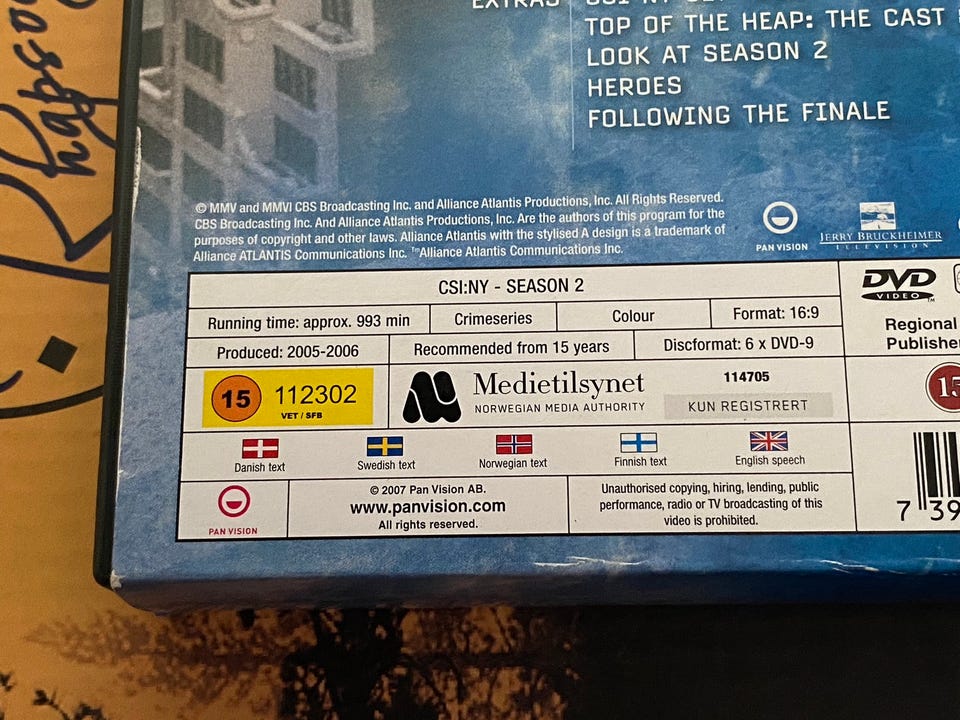 Rhapsody
EXTRAS
TOP OF THE HEAP: THE CAST
LOOK AT SEASON 2
HEROES
FOLLOWING THE FINALE
© MMV and MMVI CBS Broadcasting Inc. and Alliance Atlantis Productions, Inc. All Rights Reserved.
CBS Broadcasting Inc. And Alliance Atlantis Productions, Inc. Are the authors of this program for the
purposes of copyright and other laws. Alliance Atlantis with the stylised A design is a trademark of
Alliance ATLANTIS Communications Inc. ™Alliance Atlantis Communications Inc.
PAN VISION
JERRY BRUCKHEIMER
TELEVISION
CSI:NY - SEASON 2
Running time: approx. 993 min
Crimeseries
Colour
Format: 16:9
Produced: 2005-2006
Recommended from 15 years
Discformat: 6 x DVD-9
DVD
VIDEO
TM
Regional
Publisher
15
112302
VET / SFB
Medietilsynet
NORWEGIAN MEDIA AUTHORITY
114705
KUN REGISTRERT
15
Danish text
Swedish text
Norwegian text
Finnish text
English speech
PAN VISION
© 2007 Pan Vision AB.
www.panvision.com
All rights reserved.
Unauthorised copying, hiring, lending, public
performance, radio or TV broadcasting of this
video is prohibited.
7 39